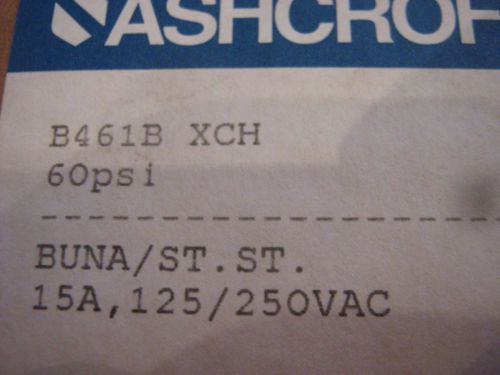 ASHCROF
B461B XCH
60psi
--------------------
BUNA/ST.ST.
15A,125/250VAC